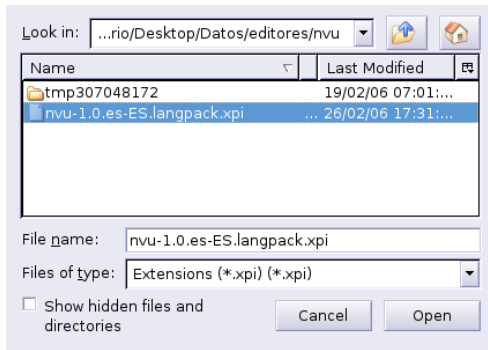 Look in: ...rio/Desktop/Datos/editores/nvu
Name Last Modified
tmp307048172 19/02/06 07:01:...
nvu-1.0.es-ES.langpack.xpi ... 26/02/06 17:31:...
File name: nvu-1.0.es-ES.langpack.xpi
Files of type: Extensions (*.xpi) (*.xpi)
Show hidden files and
directories
Cancel Open